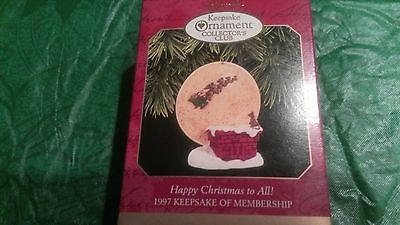 Keepsake
Ornament
COLLECTOR'S
CLUB
Happy Christmas to All!
1997 KEEPSAKE OF MEMBERSHIP